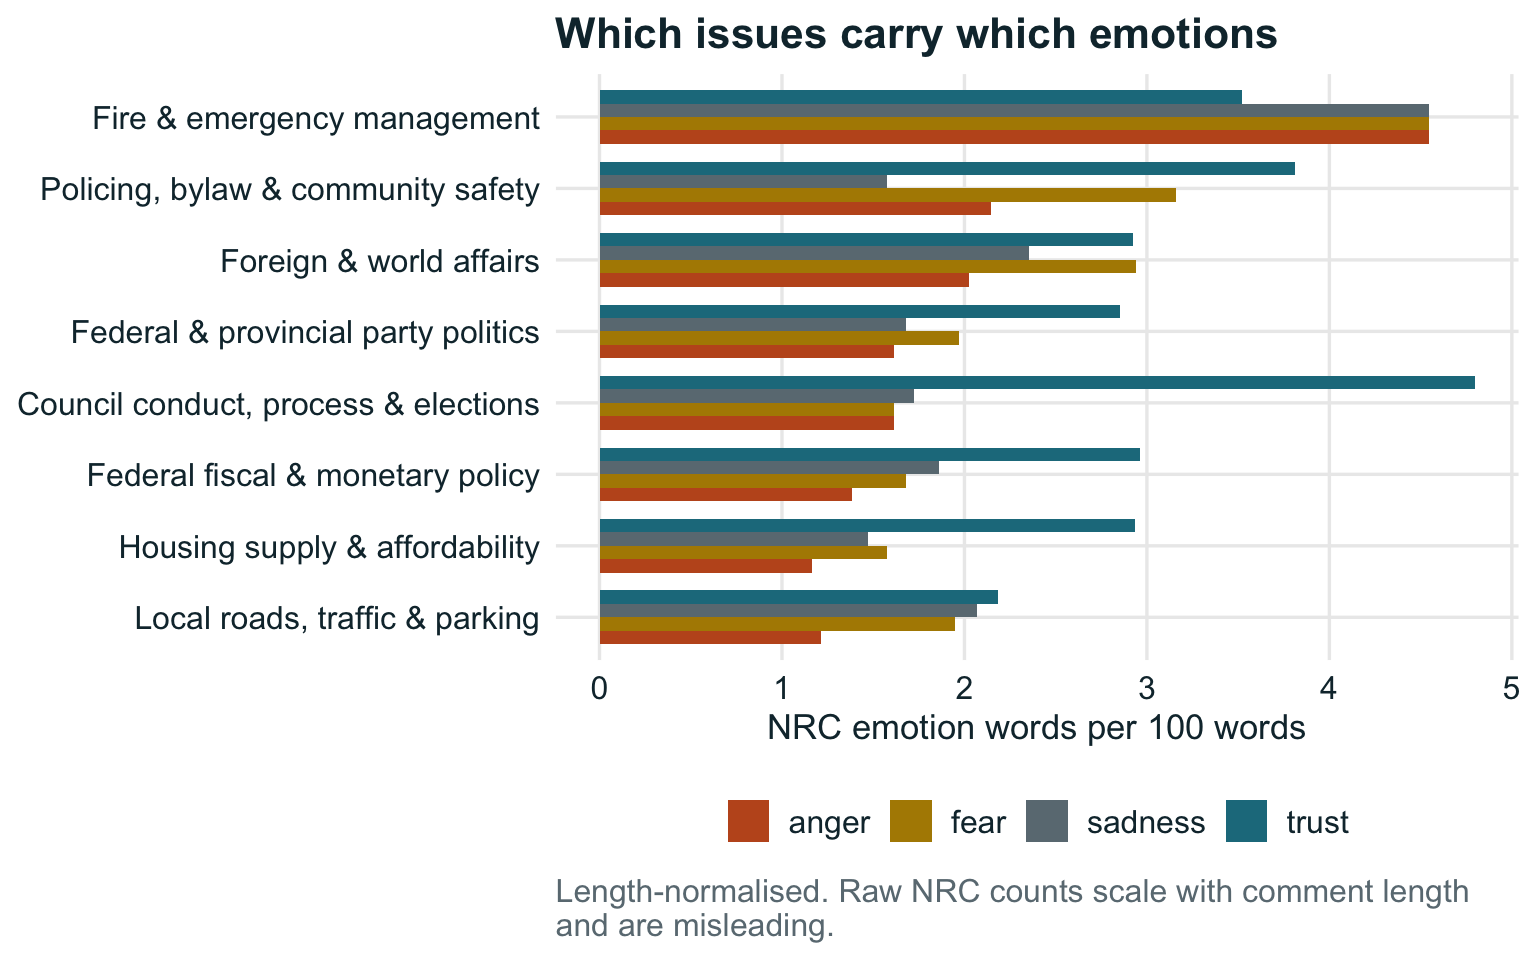 Which issues carry which emotions
Fire & emergency management
Policing, bylaw & community safety
Foreign & world affairs
Federal & provincial party politics
Council conduct, process & elections
Federal fiscal & monetary policy
Housing supply & affordability
Local roads, traffic & parking
0 1 2 3 4 5
NRC emotion words per 100 words
anger fear sadness trust
Length-normalised. Raw NRC counts scale with comment length
and are misleading.